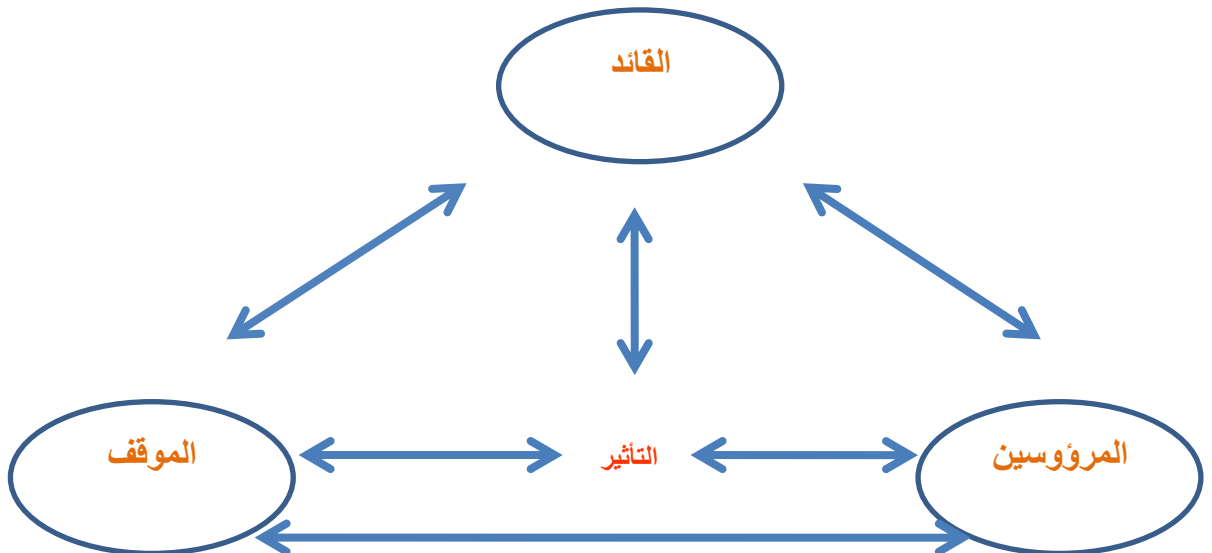 القائد
المرؤوسين
التأثير
الموقف